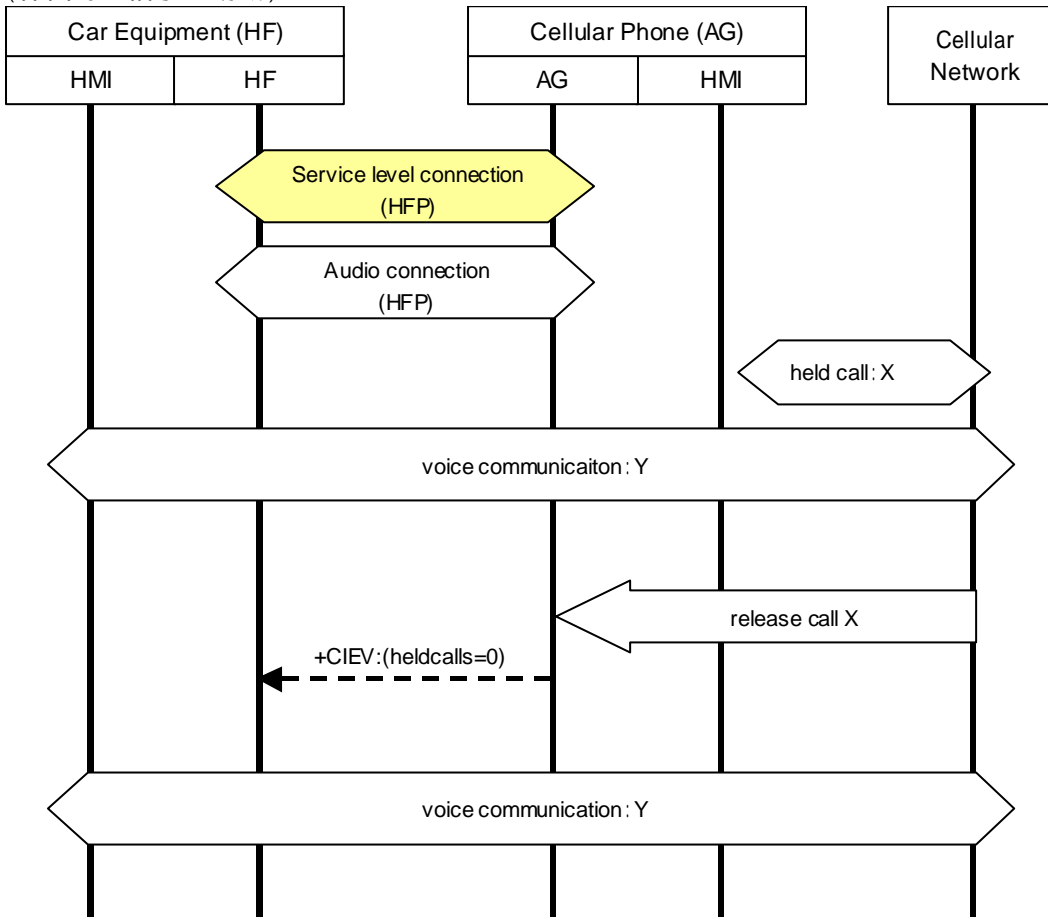 Car Equipment (HF)
Cellular Phone (AG)
Cellular
Network
HMI
HF
AG
HMI
Service level connection
(HFP)
Audio connection
(HFP)
held call: X
voice communicaiton: Y
release call X
+CIEV:(heldcalls=0)
voice communication: Y